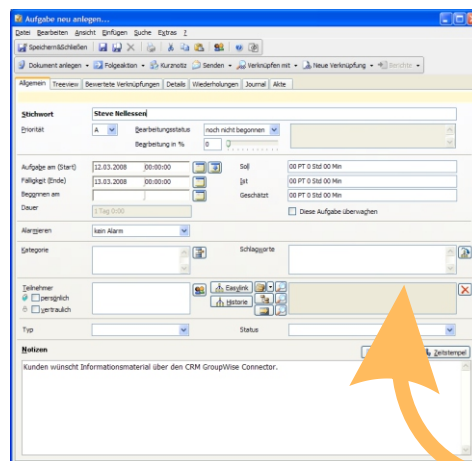 Aufgabe neu anlegen...
Datei Bearbeiten Ansicht Einfügen Suche Extras ?
Speichern&Schließen
Dokument anlegen Folgeaktion Kurznotiz Senden Verknüpfen mit Neue Verknüpfung Berichte
Allgemein Treeview Bewertete Verknüpfungen Details Wiederholungen Journal Akte
Stichwort Steve Nellessen
Priorität A Bearbeitungsstatus noch nicht begonnen
Bearbeitung in % 0
Aufgabe am (Start) 12.03.2008 00:00:00 Soll 00 PT 0 Std 00 Min
Fälligkeit (Ende) 13.03.2008 00:00:00 Ist 00 PT 0 Std 00 Min
Begonnen am Geschätzt 00 PT 0 Std 00 Min
Dauer 1 Tag 0:00 Diese Aufgabe überwachen
Alarmieren kein Alarm
Kategorie Schlagworte
Teilnehmer Easylink
persönlich
vertraulich Historie
Typ Status
Notizen Zeitstempel
Kunden wünscht Informationsmaterial über den CRM GroupWise Connector.